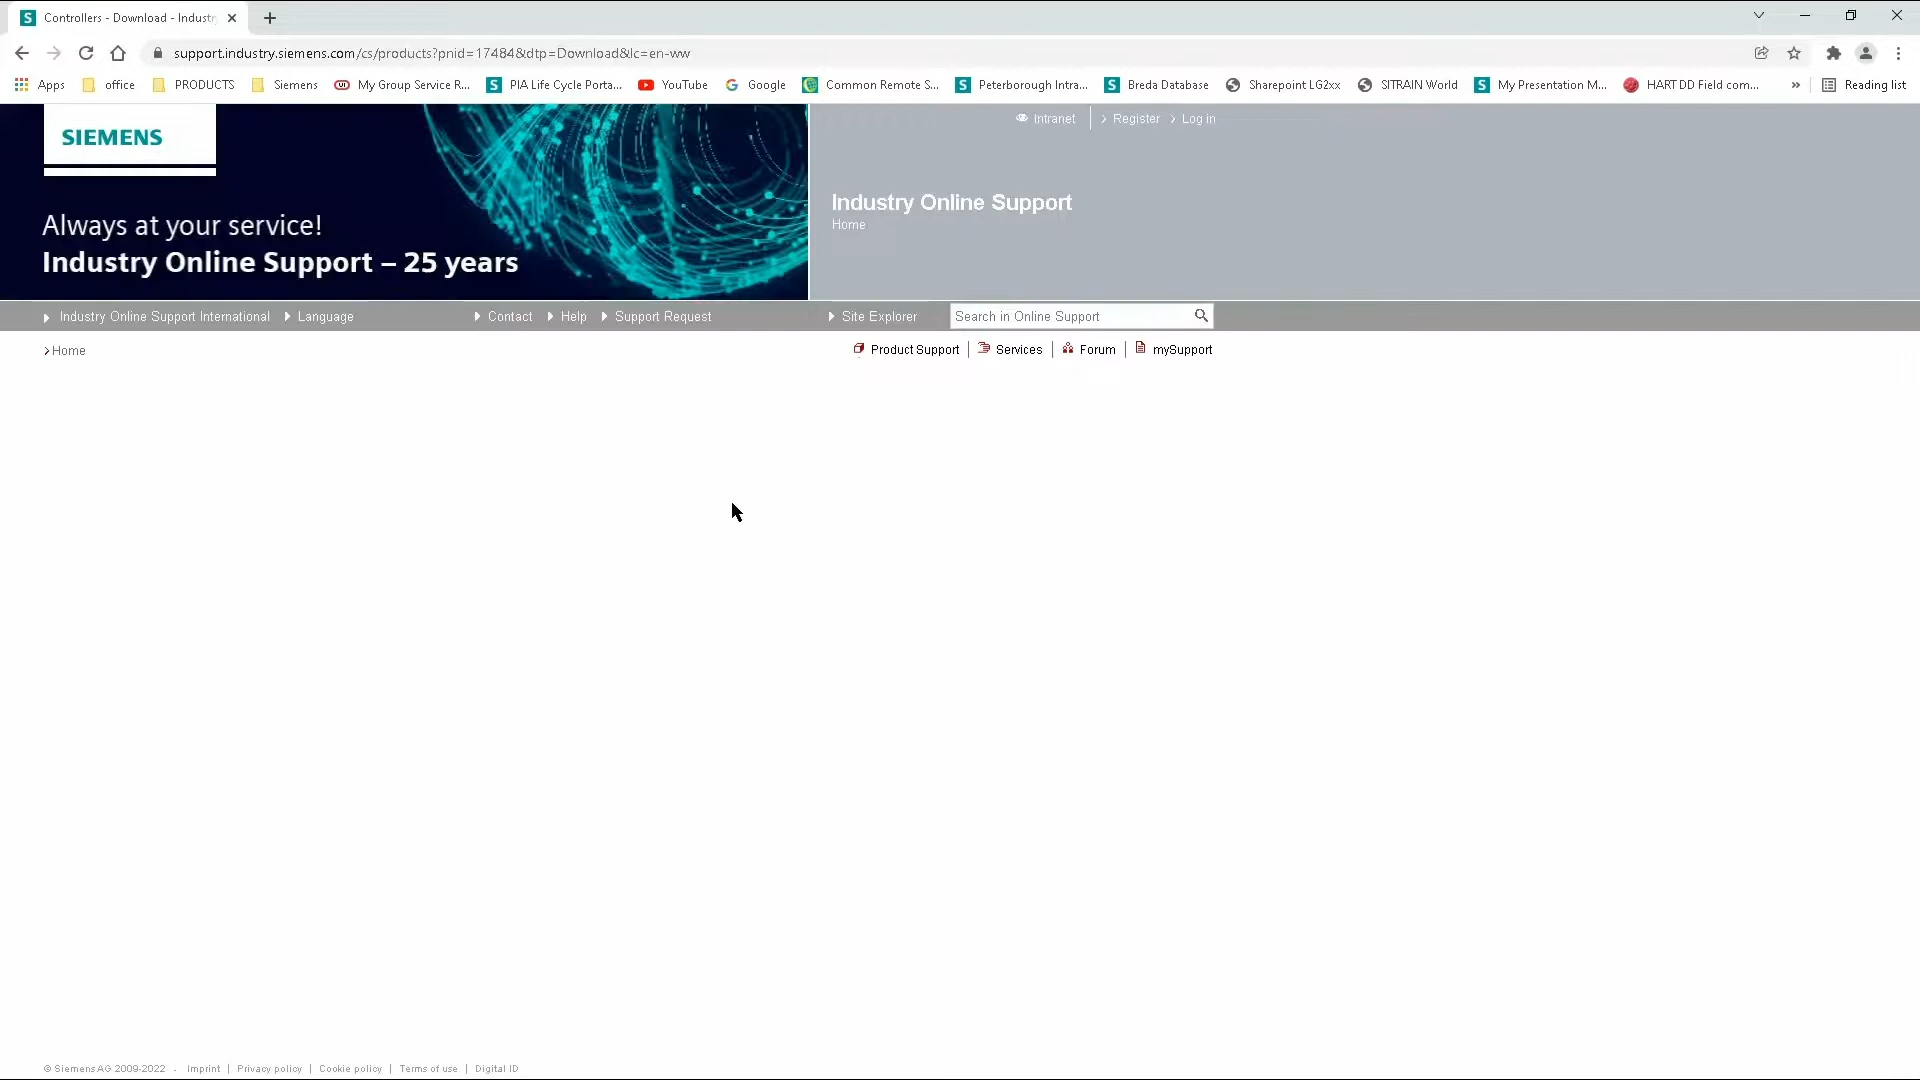 Controllers - Download - Industr
support.industry.siemens.com/cs/products?pnid=17484&dtp=Download&lc=en-ww
Apps office PRODUCTS Siemens My Group Service R... PIA Life Cycle Porta... YouTube Google Common Remote S... Peterborough Intra... Breda Database Sharepoint LG2xx SITRAIN World My Presentation M... HART DD Field com... » Reading list
SIEMENS
Intranet Register Log in
Always at your service!
Industry Online Support – 25 years
Industry Online Support
Home
Industry Online Support International Language Contact Help Support Request Site Explorer Search in Online Support
Home Product Support Services Forum mySupport
© Siemens AG 2009-2022 - Imprint | Privacy policy | Cookie policy | Terms of use | Digital ID